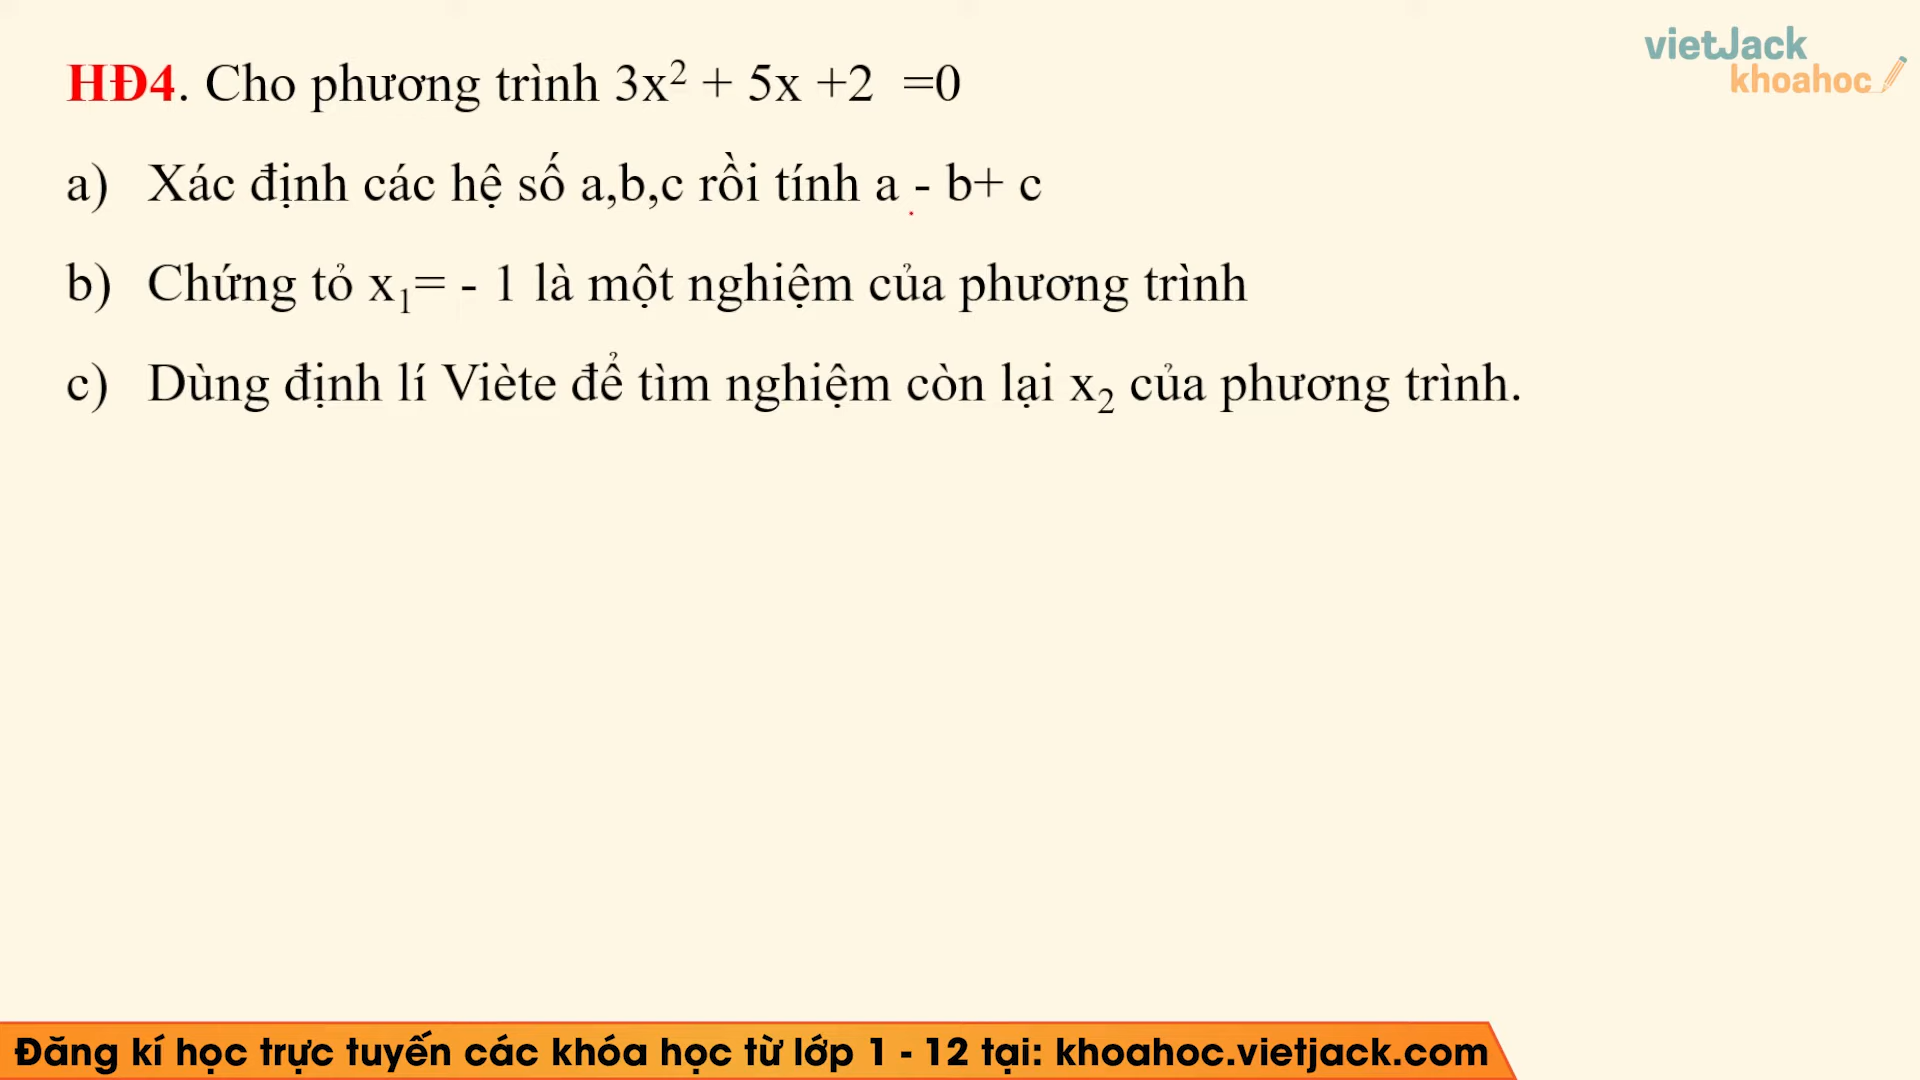 vietJack
khoahoc
HĐ4. Cho phương trình 3x² + 5x +2 =0
a) Xác định các hệ số a,b,c rồi tính a - b+ c
b) Chứng tỏ x₁= - 1 là một nghiệm của phương trình
c) Dùng định lí Viète để tìm nghiệm còn lại x₂ của phương trình.
Đăng kí học trực tuyến các khóa học từ lớp 1 - 12 tại: khoahoc.vietjack.com